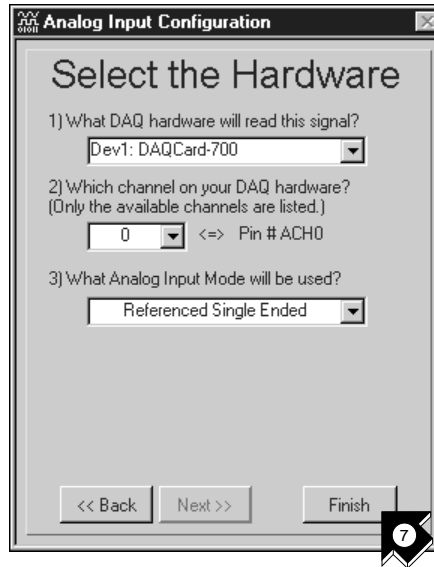 Analog Input Configuration
Select the Hardware
1) What DAQ hardware will read this signal?
Dev1: DAQCard-700
2) Which channel on your DAQ hardware?
(Only the available channels are listed.)
0 <=> Pin # ACH0
3) What Analog Input Mode will be used?
Referenced Single Ended
<< Back Next >> Finish
7